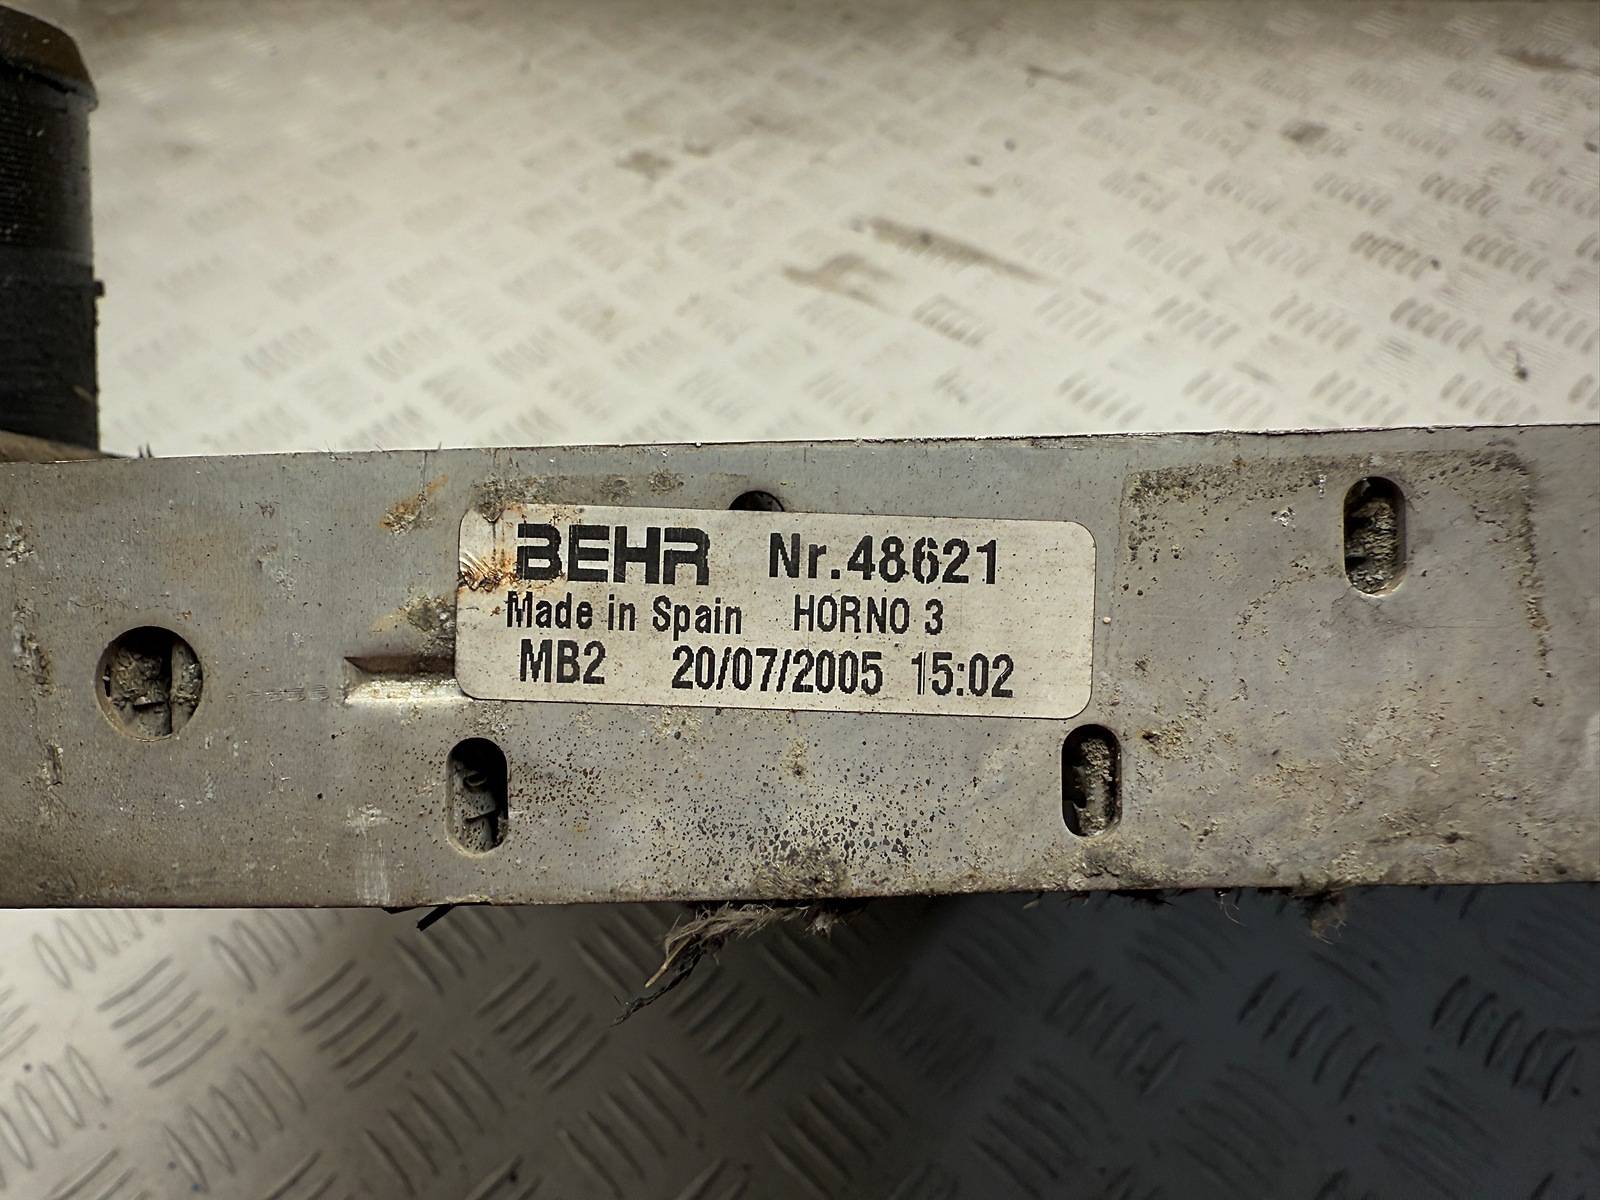 BEHR Nr.48621
Made in Spain HORNO 3
MB2 20/07/2005 15:02